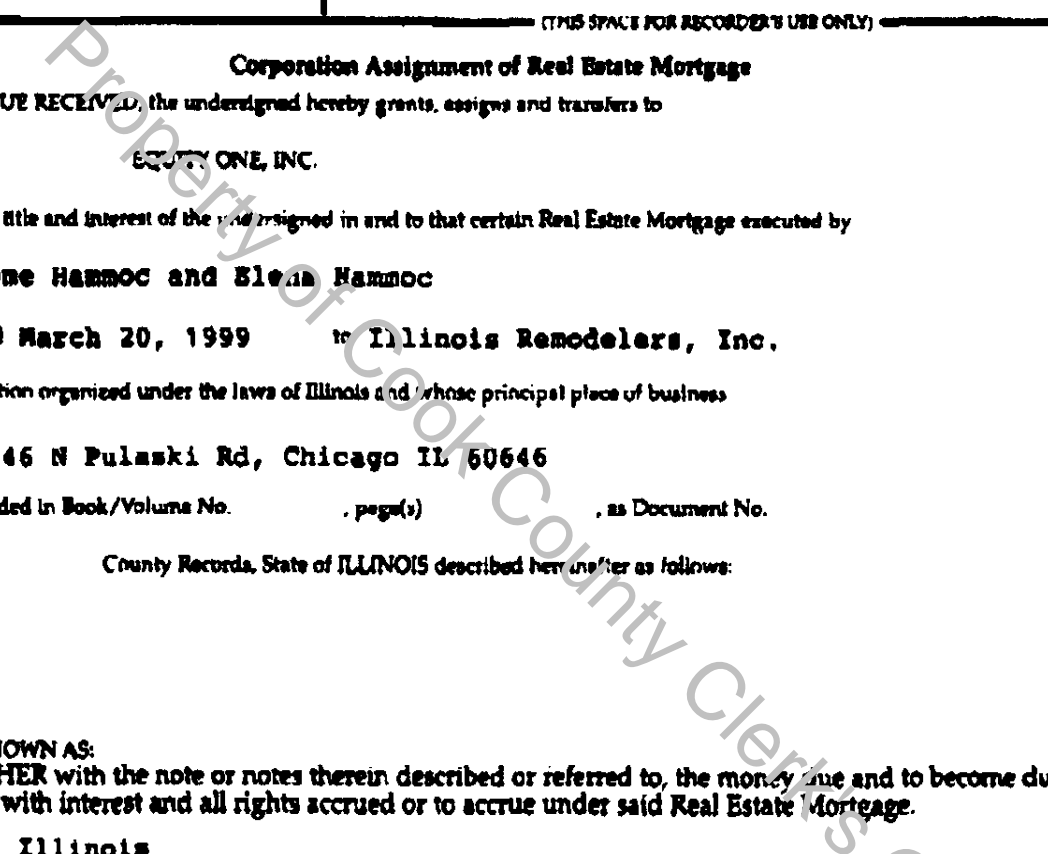 (THIS SPACE FOR RECORDER'S USE ONLY)
Corporation Assignment of Real Estate Mortgage
UE RECEIVED, the undersigned hereby grants, assigns and transfers to
EQUITY ONE, INC.
title and interest of the undersigned in and to that certain Real Estate Mortgage executed by
me Hammoc and Elena Hammoc
March 20, 1999 to Illinois Remodelers, Inc.
tion organized under the laws of Illinois and whose principal place of business
46 N Pulaski Rd, Chicago IL 60646
ded in Book/Volume No. , page(s) , as Document No.
County Records, State of ILLINOIS described hereinafter as follows:
OWN AS:
HER with the note or notes therein described or referred to, the money due and to become du
with interest and all rights accrued or to accrue under said Real Estate Mortgage.
Illinois
Property of Cook County Clerk's